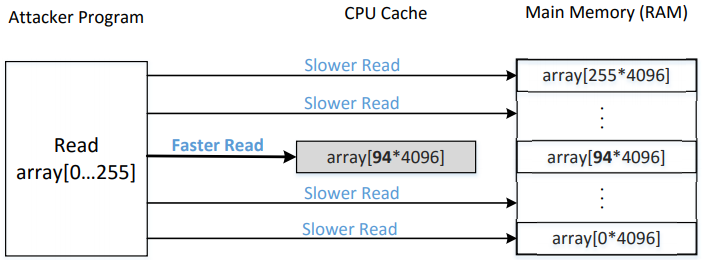 Attacker Program
CPU Cache
Main Memory (RAM)
Slower Read
array[255*4096]
Slower Read
Read
array[0...255]
Faster Read
array[94*4096]
array[94*4096]
Slower Read
Slower Read
array[0*4096]